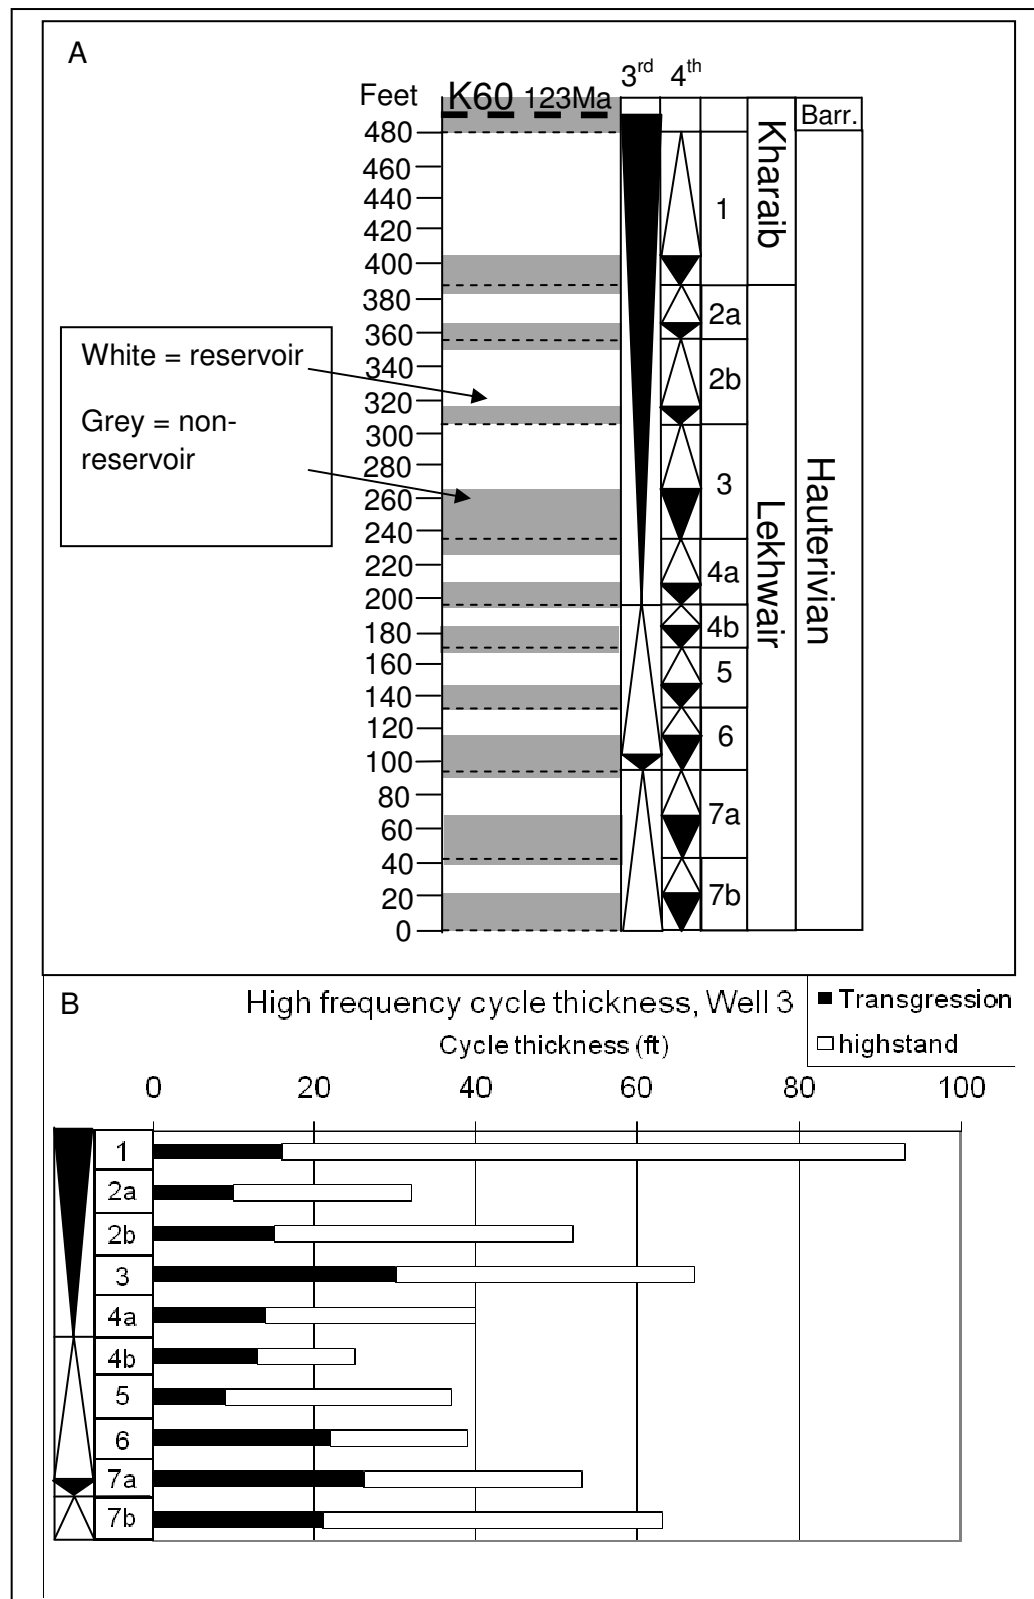 A
3rd 4th
Feet K60 123Ma
Barr.
480
460
440
420
400
380
360
340
320
300
280
260
240
220
200
180
160
140
120
100
80
60
40
20
0
White = reservoir
Grey = non-
reservoir
1
2a
2b
3
4a
4b
5
6
7a
7b
Kharaib
Lekhwair
Hauterivian
B
High frequency cycle thickness, Well 3
Transgression
highstand
Cycle thickness (ft)
0 20 40 60 80 100
1
2a
2b
3
4a
4b
5
6
7a
7b